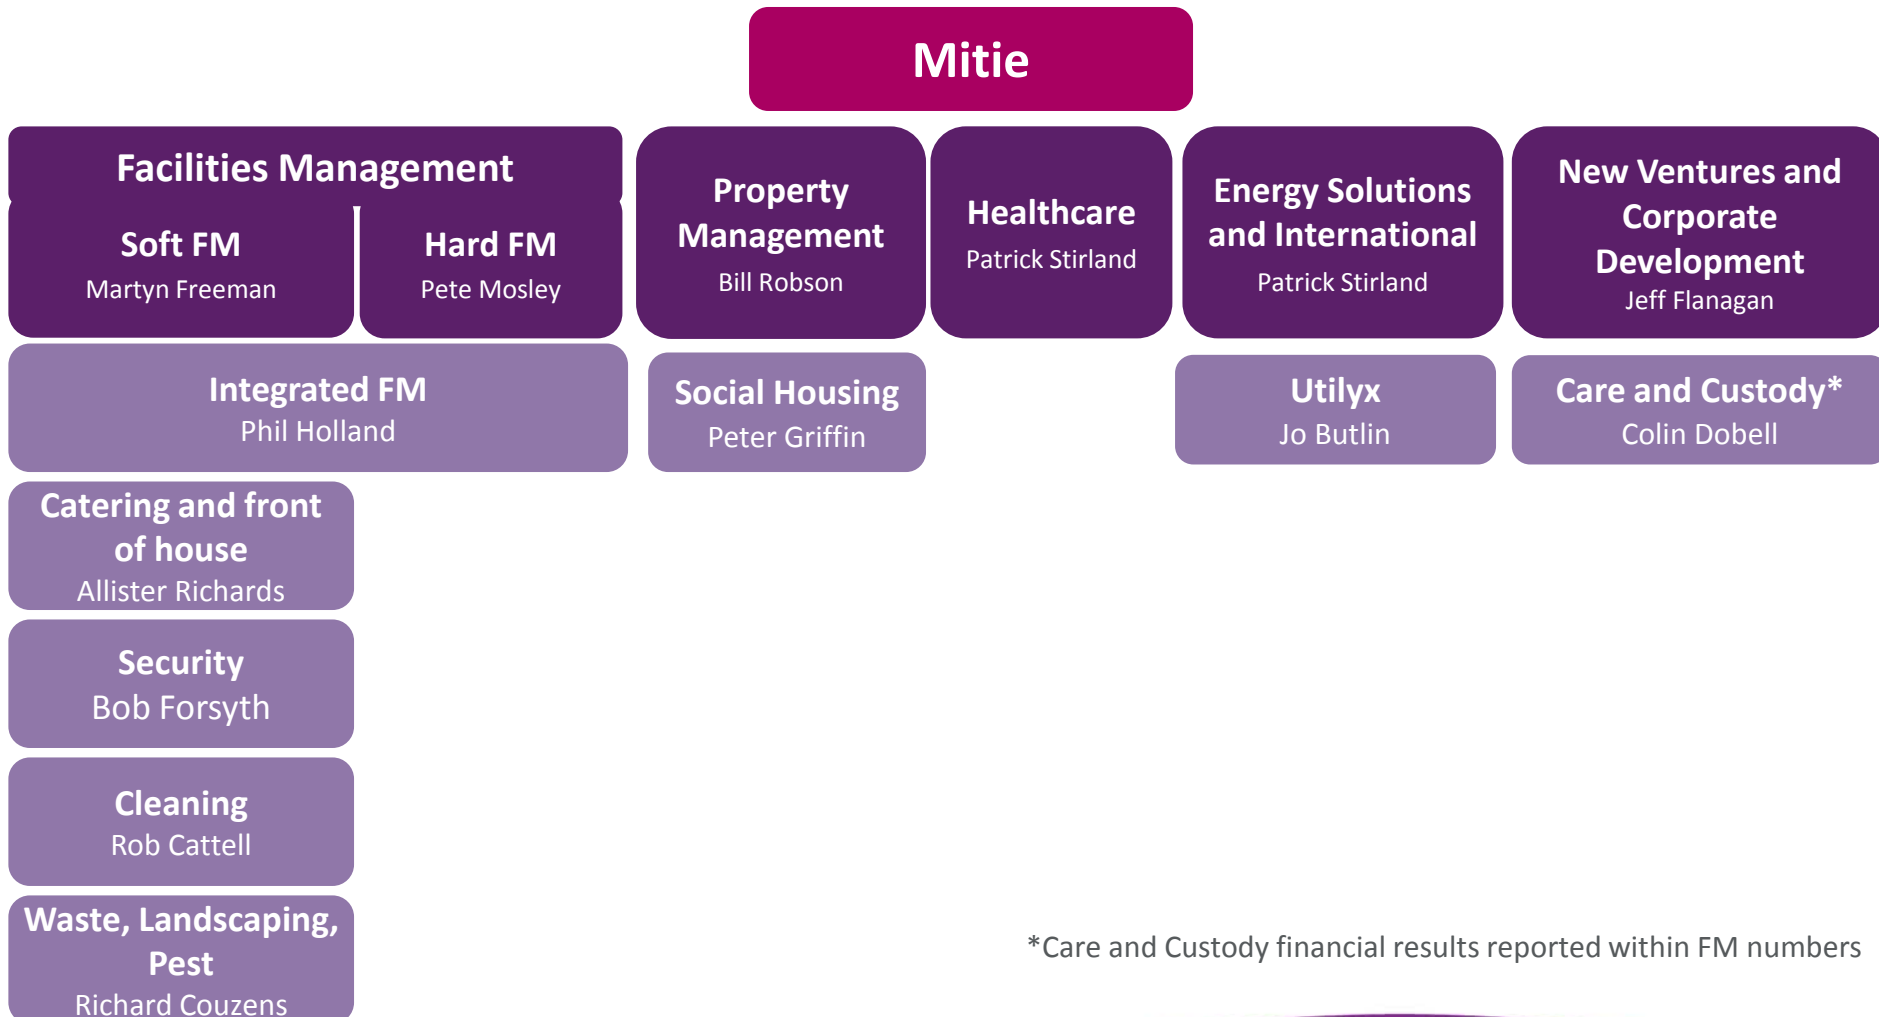 Mitie
Facilities Management
Soft FM
Martyn Freeman
Hard FM
Pete Mosley
Property
Management
Bill Robson
Healthcare
Patrick Stirland
Energy Solutions
and International
Patrick Stirland
New Ventures and
Corporate
Development
Jeff Flanagan
Integrated FM
Phil Holland
Social Housing
Peter Griffin
Utilyx
Jo Butlin
Care and Custody*
Colin Dobell
Catering and front
of house
Allister Richards
Security
Bob Forsyth
Cleaning
Rob Cattell
Waste, Landscaping,
Pest
Richard Couzens
*Care and Custody financial results reported within FM numbers